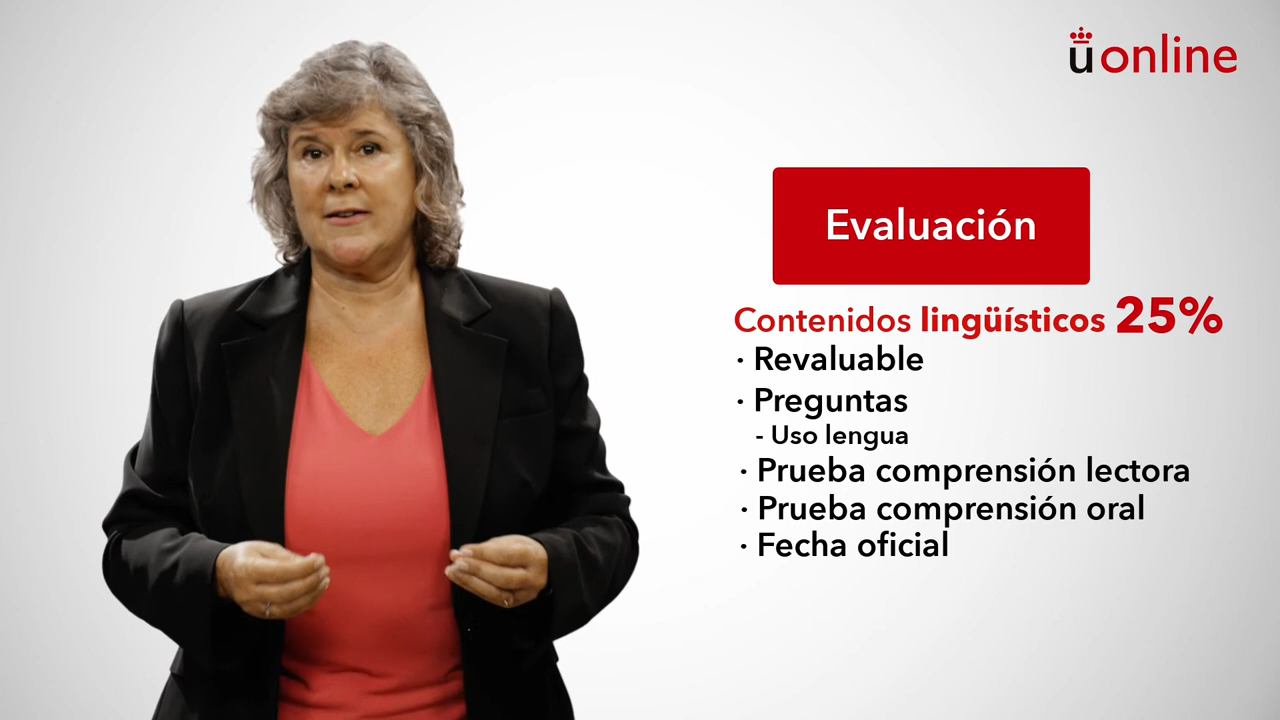 ü online
Evaluación
Contenidos lingüísticos 25%
· Revaluable
· Preguntas
- Uso lengua
· Prueba comprensión lectora
· Prueba comprensión oral
· Fecha oficial